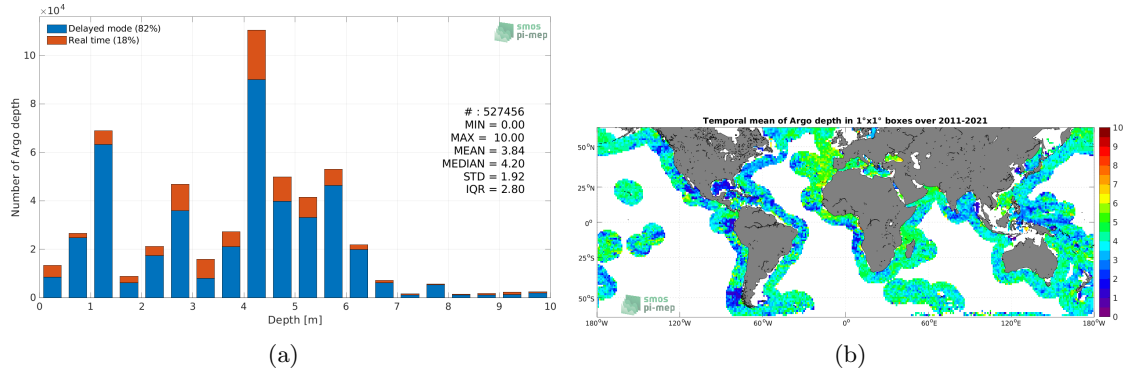 ×10⁴
Delayed mode (82%)
Real time (18%)
smos
pi-mep
# : 527456
MIN = 0.00
MAX = 10.00
MEAN = 3.84
MEDIAN = 4.20
STD = 1.92
IQR = 2.80
Number of Argo depth
10
8
6
4
2
0
0 1 2 3 4 5 6 7 8 9 10
Depth [m]
(a)
Temporal mean of Argo depth in 1°x1° boxes over 2011-2021
50°N
25°N
0°
25°S
50°S
180°W 120°W 60°W 0° 60°E 120°E 180°W
smos
pi-mep
10
9
8
7
6
5
4
3
2
1
0
(b)